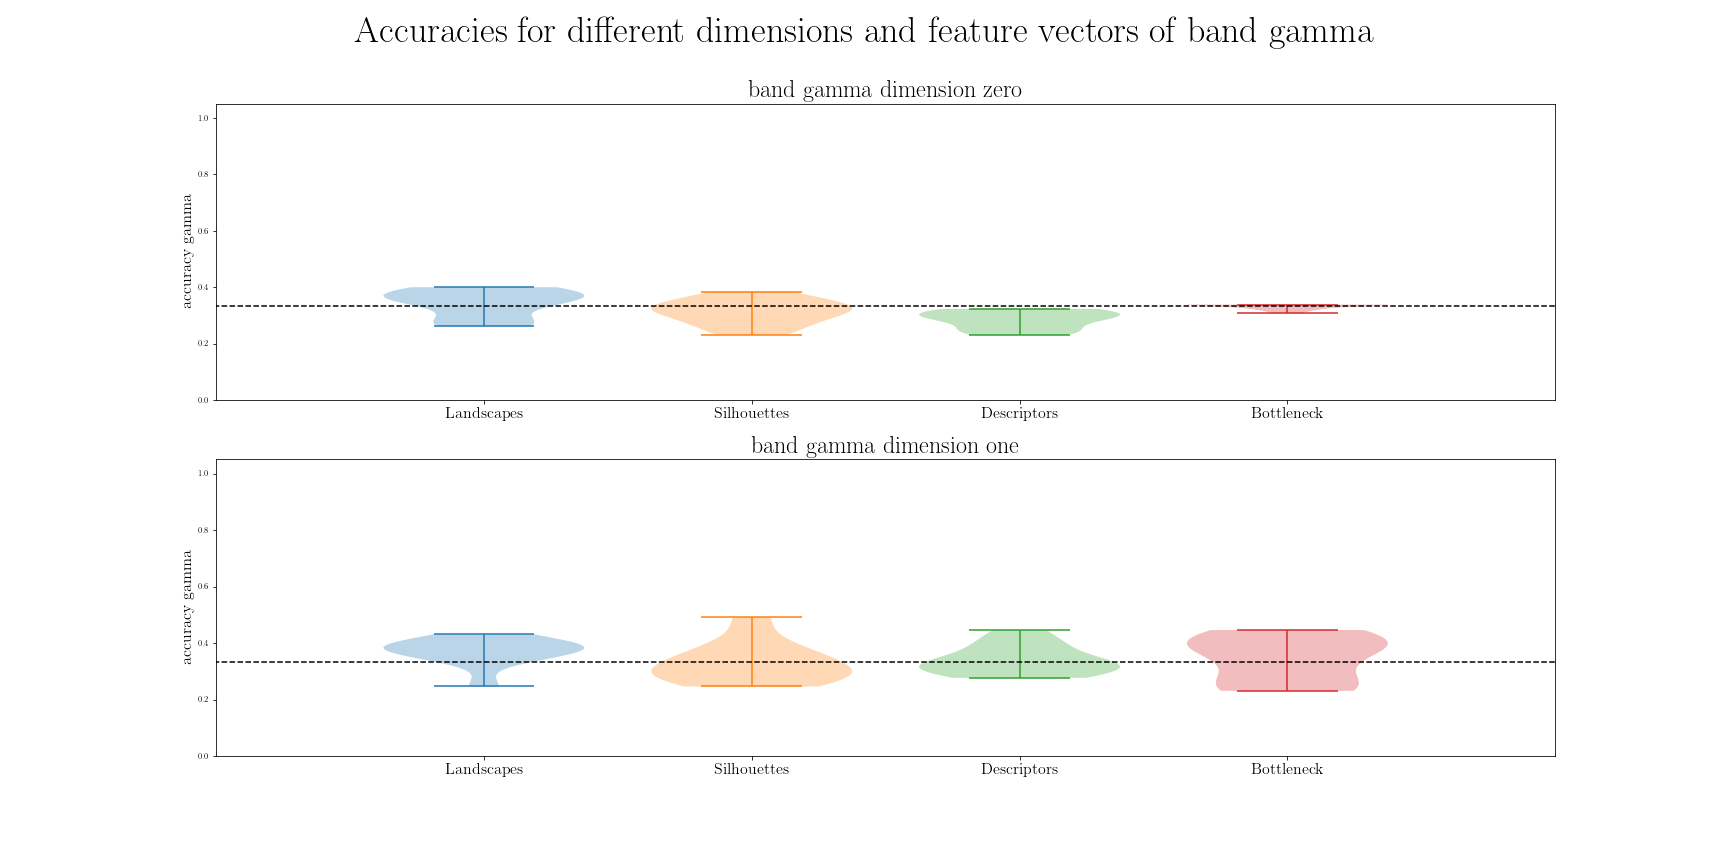 Accuracies for different dimensions and feature vectors of band gamma
band gamma dimension zero
accuracy gamma
1.0
0.8
0.6
0.4
0.2
0.0
Landscapes Silhouettes Descriptors Bottleneck
band gamma dimension one
accuracy gamma
1.0
0.8
0.6
0.4
0.2
0.0
Landscapes Silhouettes Descriptors Bottleneck